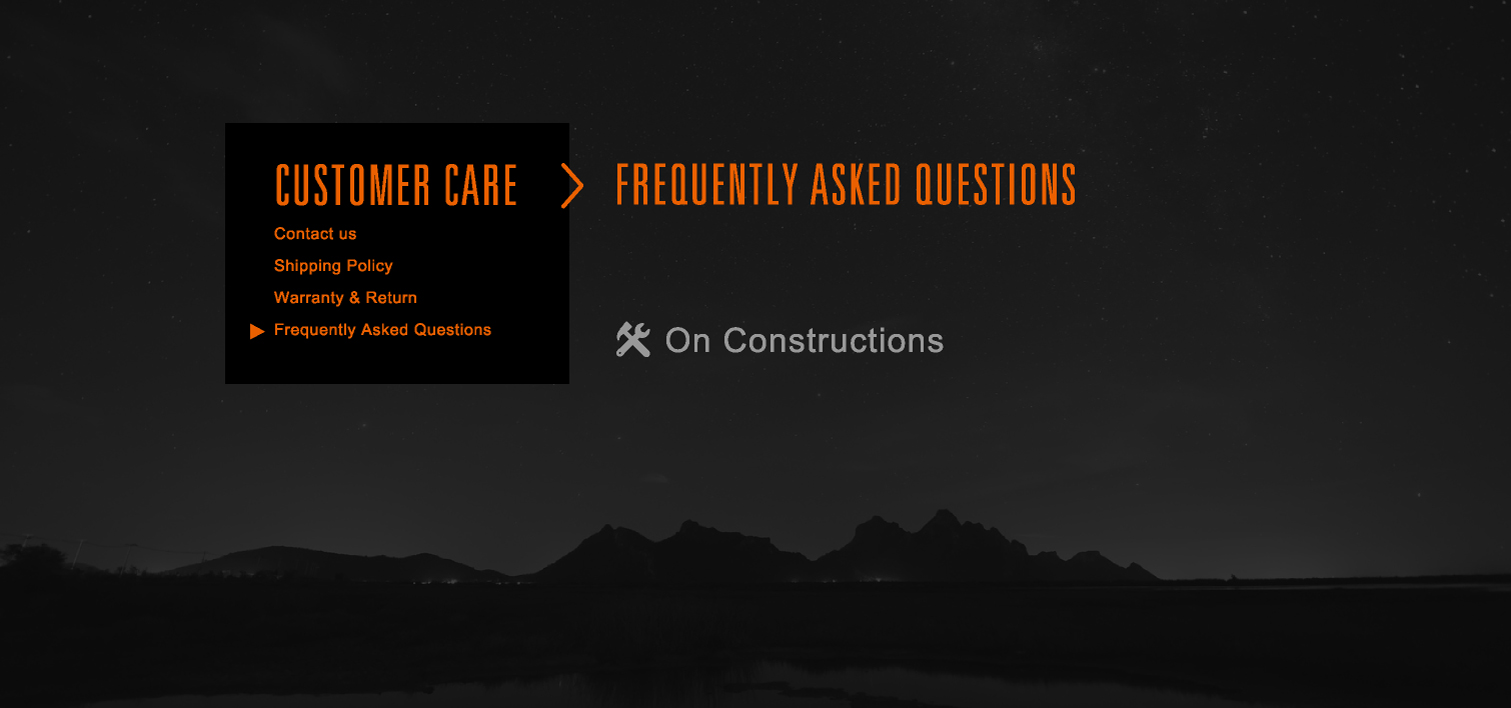 CUSTOMER CARE
Contact us
Shipping Policy
Warranty & Return
Frequently Asked Questions
FREQUENTLY ASKED QUESTIONS
On Constructions